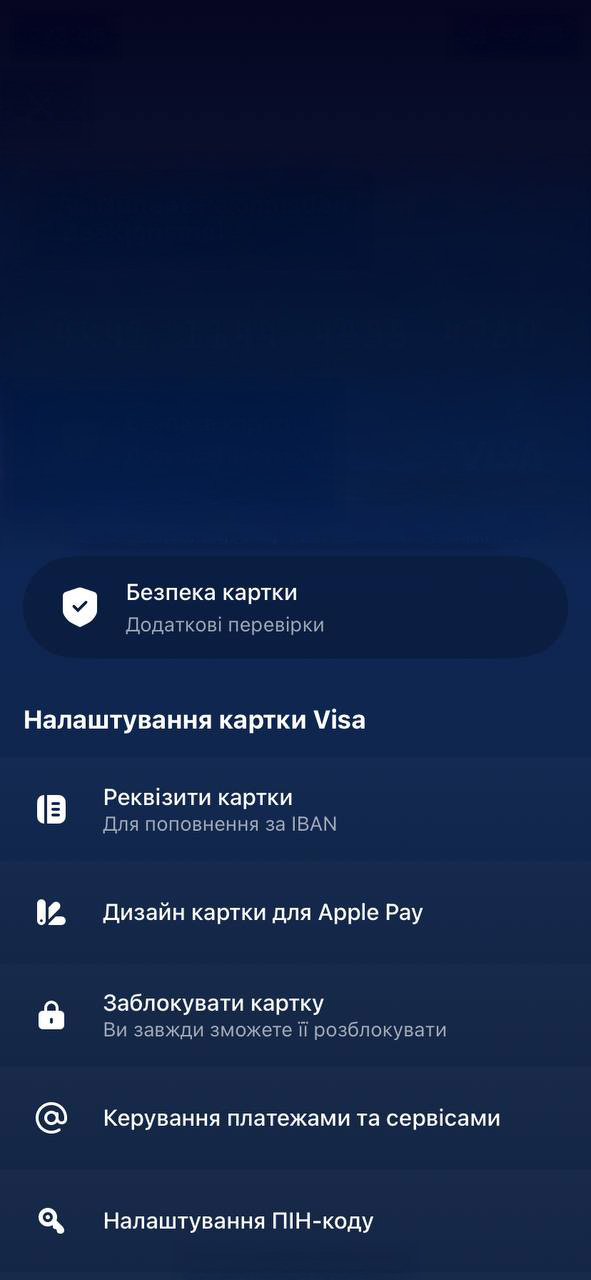 Безпека картки
Додаткові перевірки
Налаштування картки Visa
Реквізити картки
Для поповнення за IBAN
Дизайн картки для Apple Pay
Заблокувати картку
Ви завжди зможете її розблокувати
Керування платежами та сервісами
Налаштування ПІН-коду